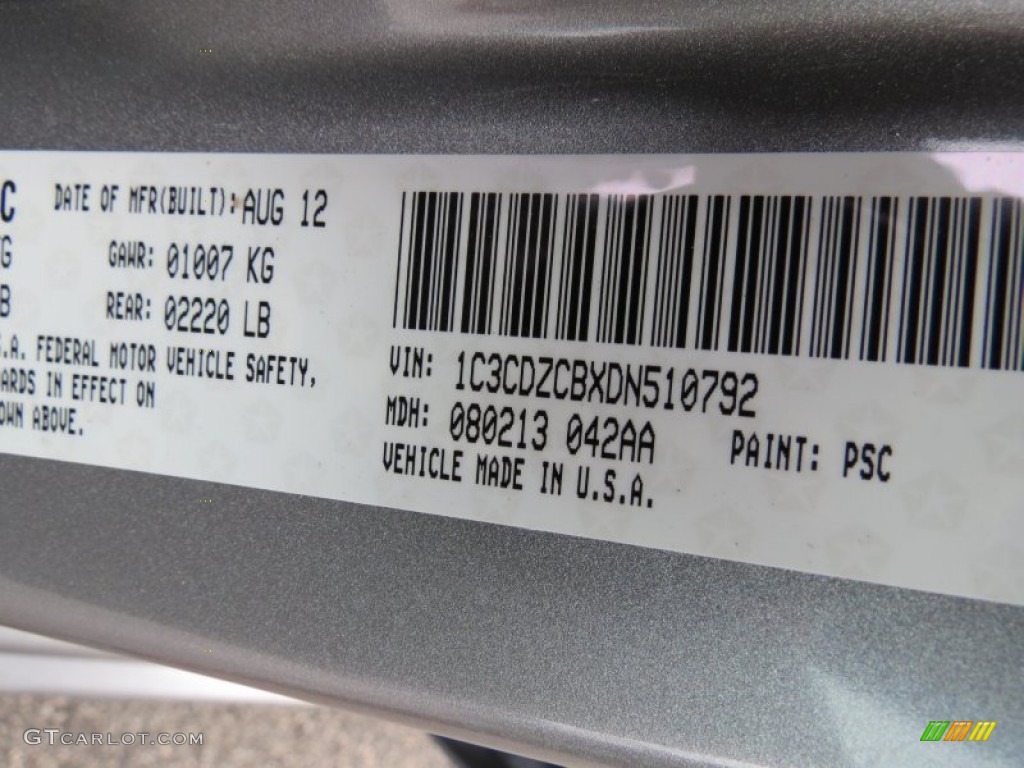 C
DATE OF MFR(BUILT): AUG 12
G
GAWR: 01007 KG
B
REAR: 02220 LB
.A. FEDERAL MOTOR VEHICLE SAFETY,
ARDS IN EFFECT ON
OWN ABOVE.
VIN: 1C3CDZCBXDN510792
MDH: 080213 042AA PAINT: PSC
VEHICLE MADE IN U.S.A.
GTCARLOT.COM